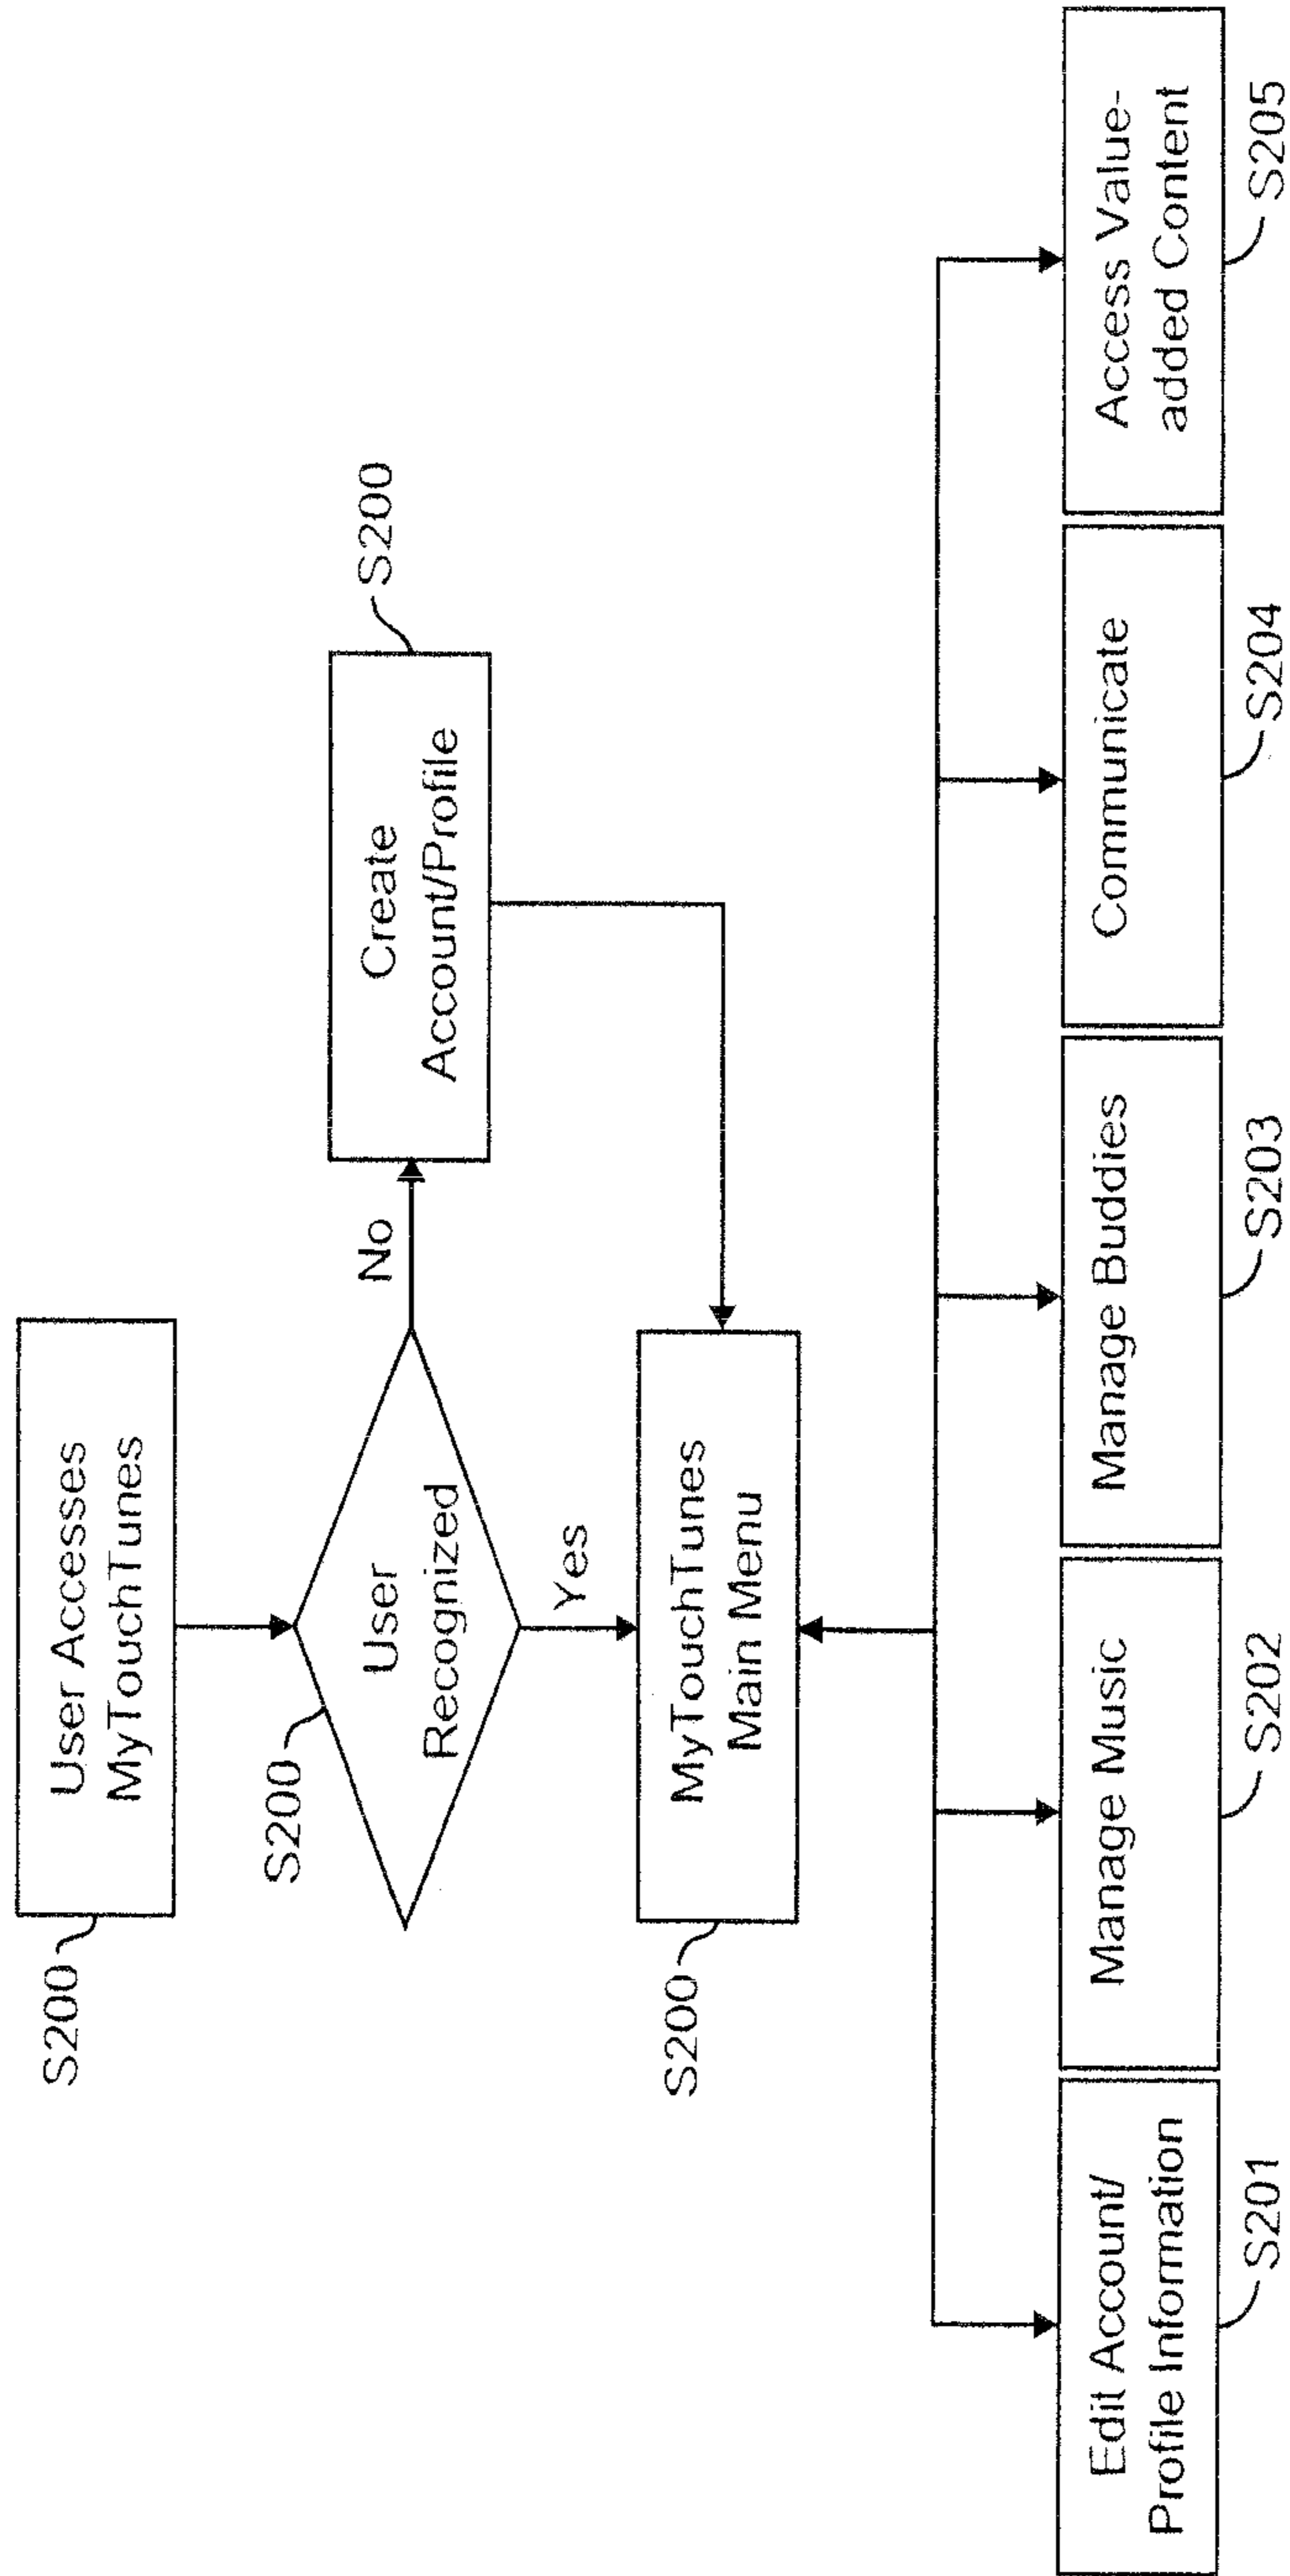 User Accesses
MyTouchTunes
S200
S200
User
Recognized
No
Create
Account/Profile
S200
Yes
MyTouchTunes
Main Menu
S200
Edit Account/
Profile Information
S201
Manage Music
S202
Manage Buddies
S203
Communicate
S204
Access Value-
added Content
S205